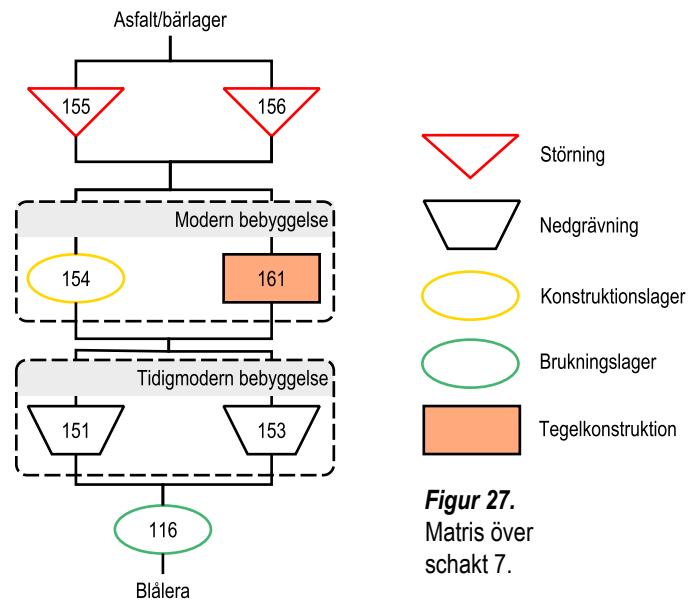 Asfalt/bärlager
155
156
Modern bebyggelse
154
161
Tidigmodern bebyggelse
151
153
116
Blålera
Störning
Nedgrävning
Konstruktionslager
Brukningslager
Tegelkonstruktion
Figur 27.
Matris över
schakt 7.